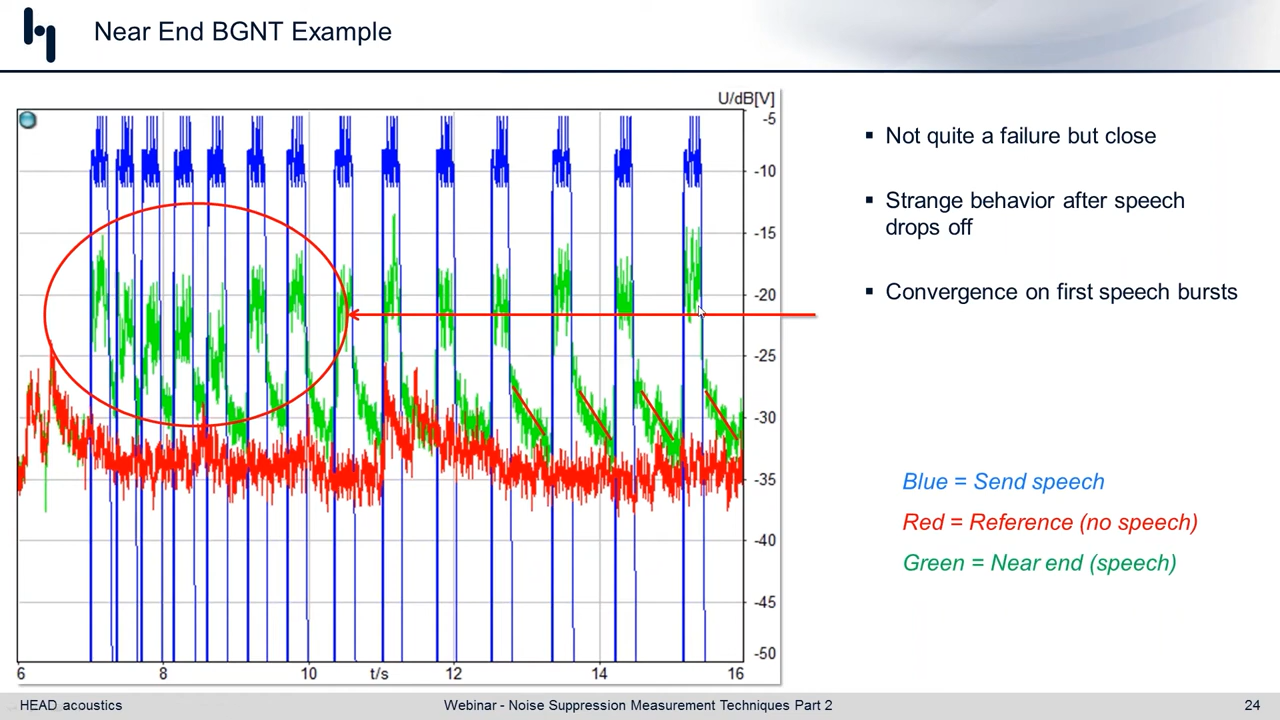 Near End BGNT Example
U/dB[V]
-5
-10
-15
-20
-25
-30
-35
-40
-45
-50
6 8 10 t/s 12 14 16
▪ Not quite a failure but close
▪ Strange behavior after speech
drops off
▪ Convergence on first speech bursts
Blue = Send speech
Red = Reference (no speech)
Green = Near end (speech)
HEAD acoustics Webinar - Noise Suppression Measurement Techniques Part 2 24